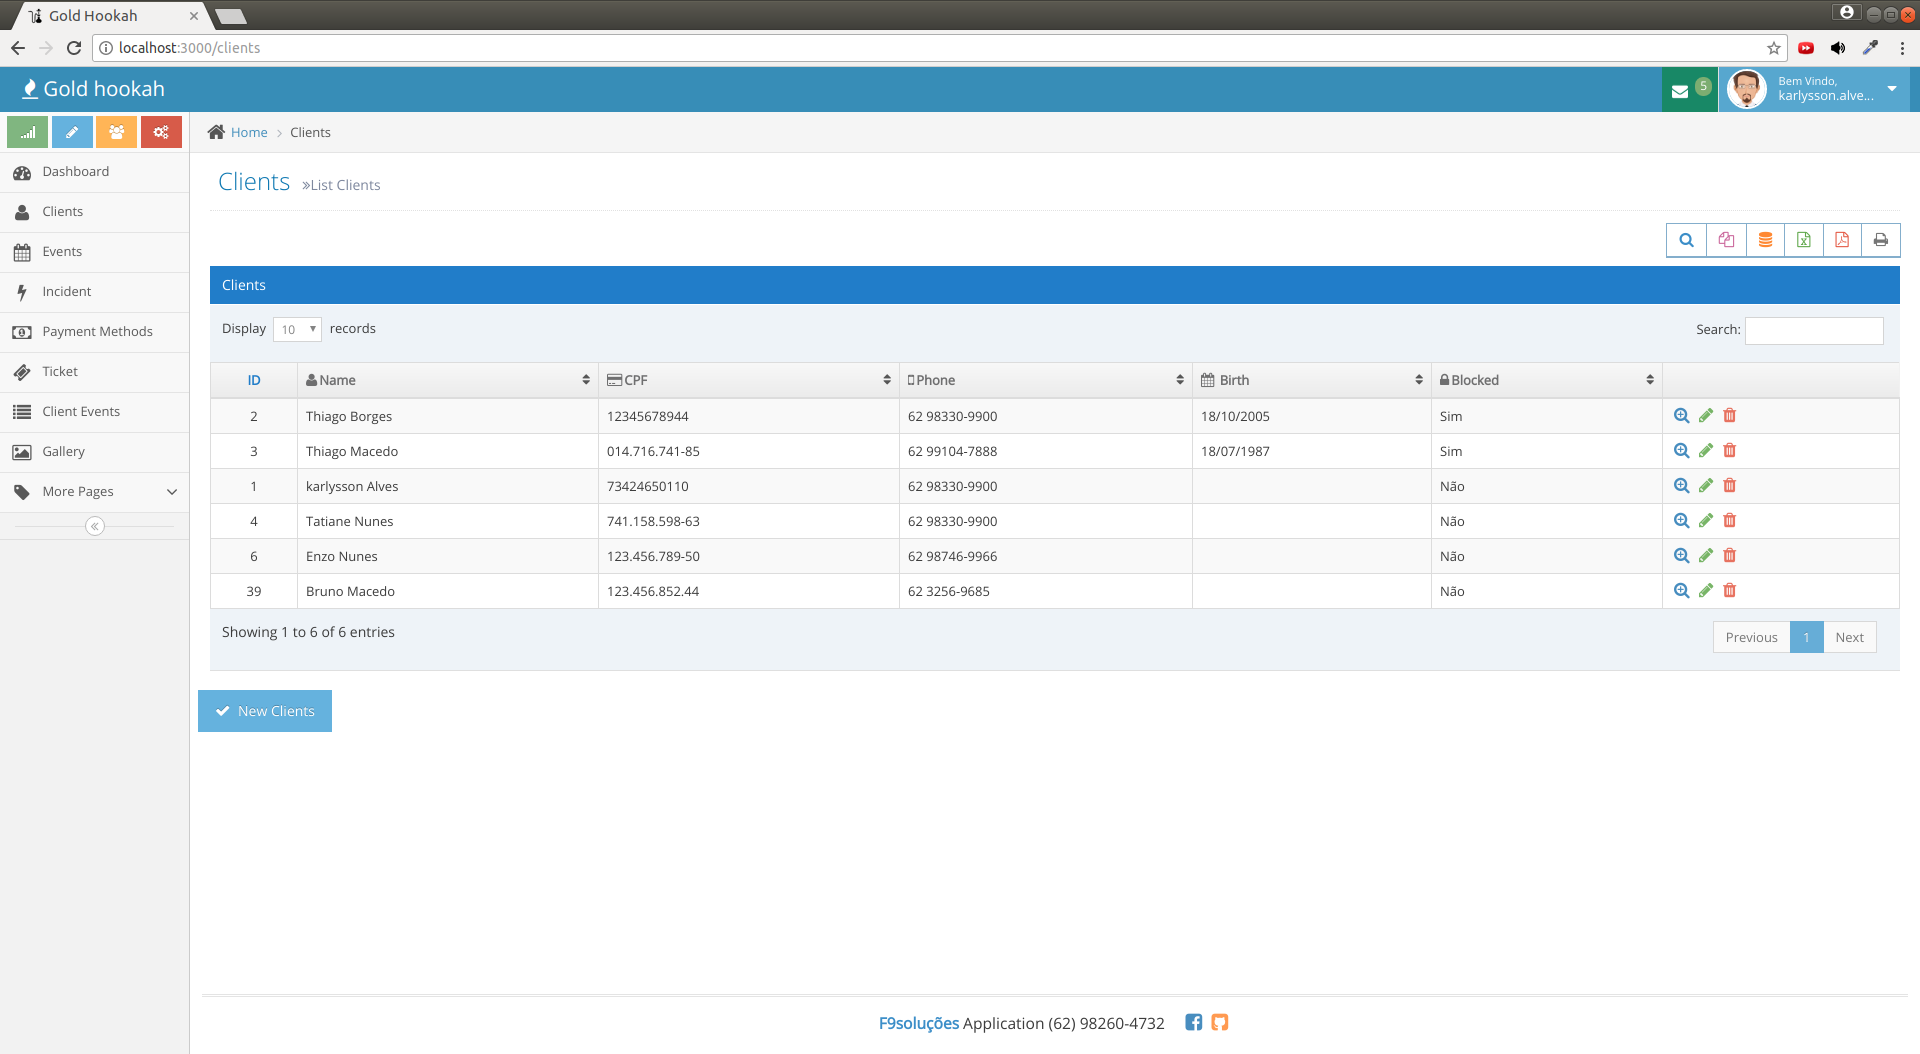 Gold Hookah
localhost:3000/clients
Gold hookah
5
Bem Vindo,
karlysson.alve...
Home
Clients
Dashboard
Clients
Events
Incident
Payment Methods
Ticket
Client Events
Gallery
More Pages
Clients »List Clients
Clients
Display 10 records
Search:
ID Name CPF Phone Birth Blocked
2 Thiago Borges 12345678944 62 98330-9900 18/10/2005 Sim
3 Thiago Macedo 014.716.741-85 62 99104-7888 18/07/1987 Sim
1 karlysson Alves 73424650110 62 98330-9900 Não
4 Tatiane Nunes 741.158.598-63 62 98330-9900 Não
6 Enzo Nunes 123.456.789-50 62 98746-9966 Não
39 Bruno Macedo 123.456.852.44 62 3256-9685 Não
Showing 1 to 6 of 6 entries
Previous 1 Next
New Clients
F9soluções Application (62) 98260-4732